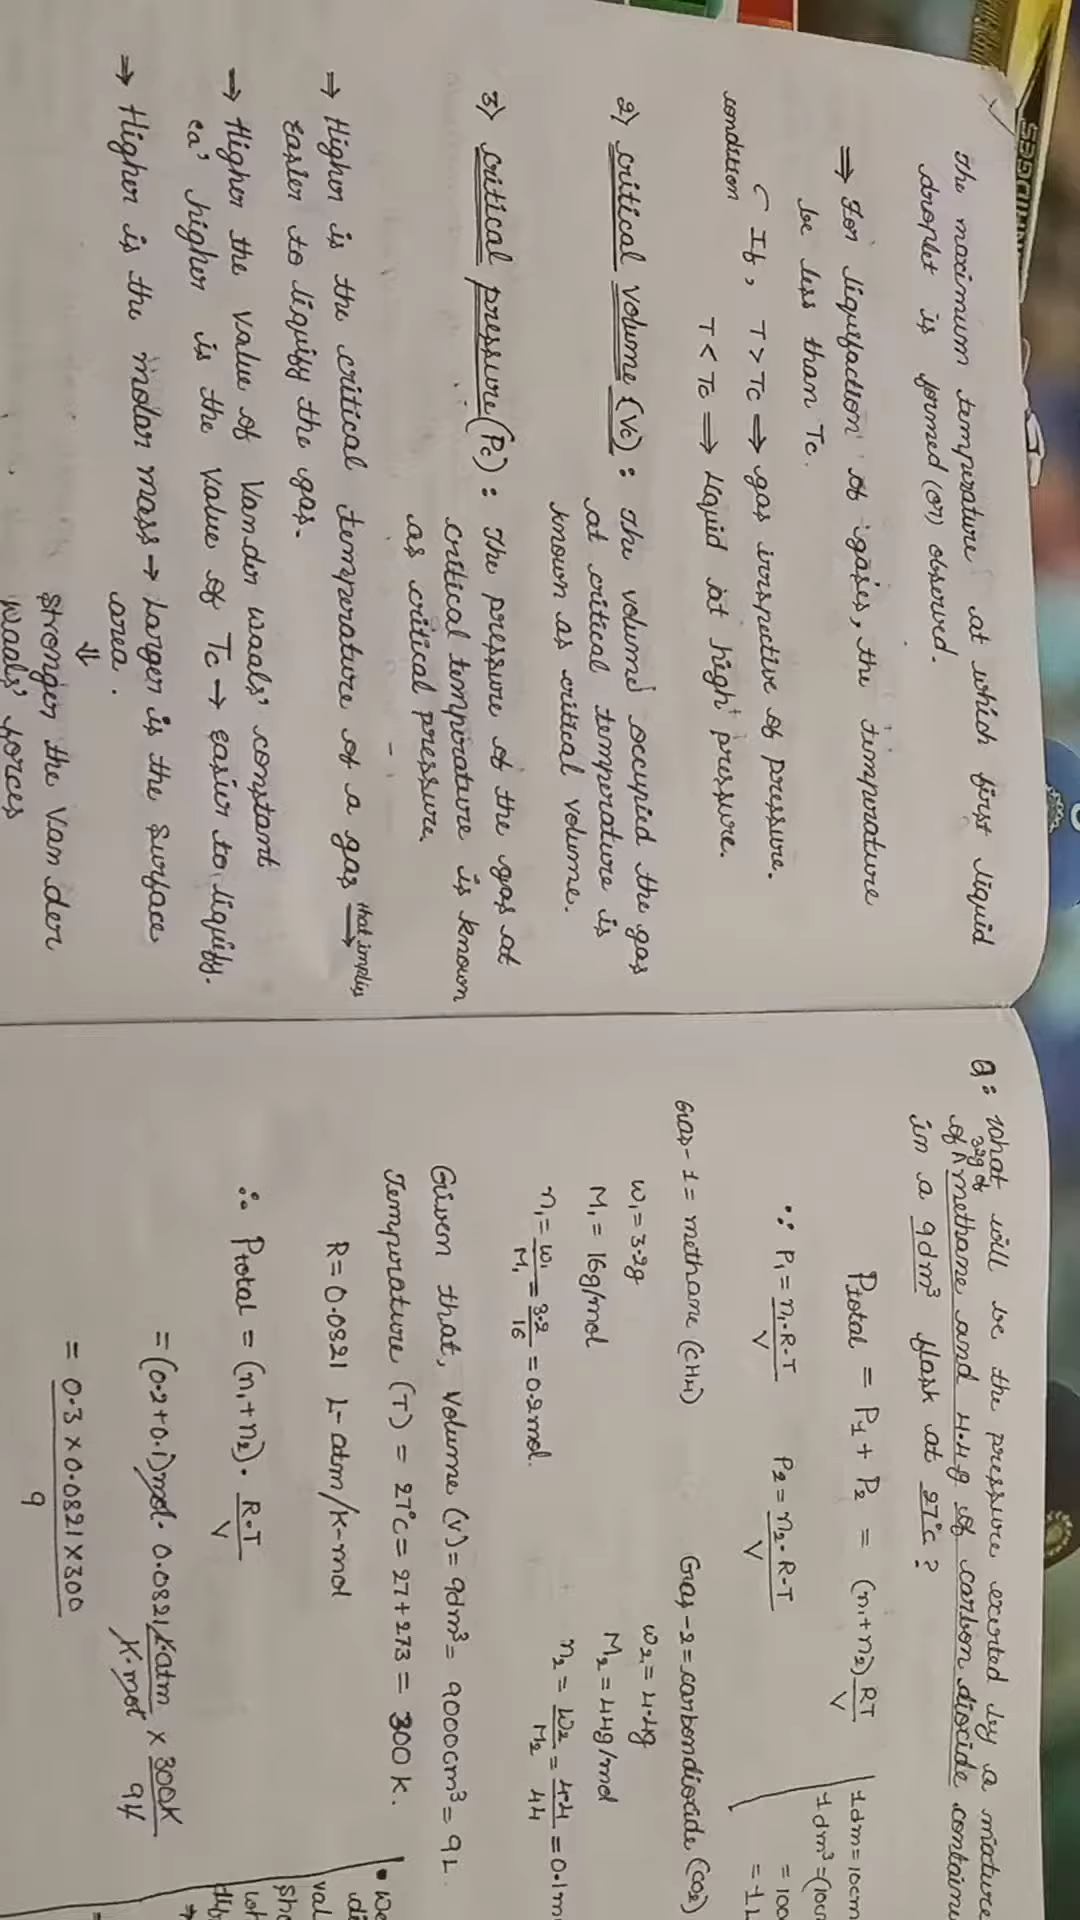 The maximum temperature at which first liquid
droplet is formed (or) observed.
⇒ For liquifaction of gases, the temperature
be less than Tc.
If, T > Tc ⇒ gas irrspective of pressure.
condition
T < Tc ⇒ Liquid at high pressure.
2) critical volume (Vc) : The volume occupied the gas
at critical temperature is
known as critical volume.
3) critical pressure (Pc) : The pressure of the gas at
critical temperature is known
as critical pressure.
⇒ Higher is the critical temperature of a gas that implies →
easier to liquify the gas.
→ Higher the value of Vander waals' constant
'a' higher is the value of Tc → easier to liquify.
⇒ Higher is the molar mass → Larger is the surface
area.
⇓
stronger the Van der
waals' forces
Q: What will be the pressure exerted by a mixture
of 3.2g of methane and 4.4g of carbon dioxide
in a 9dm³ flask at 27°C?
Ptotal = P1 + P2 = (n1+n2) RT/V
1dm = 10cm
= 1L
∵ P1 = n1·R·T/V P2 = n2·R·T/V
Gas-1 = methane (CH4) Gas-2 = carbondioxide (CO2)
W1 = 3.2g W2 = 4.4g
M1 = 16g/mol M2 = 44g/mol
n1 = W1/M1 = 3.2/16 = 0.2mol. n2 = W2/M2 = 4.4/44 = 0.1m
Given that, Volume (V) = 9dm³ = 9000cm³ = 9L.
Temperature (T) = 27°C = 27+273 = 300K.
R = 0.0821 L-atm/K-mol
∴ Ptotal = (n1+n2)· R·T/V
= (0.2+0.1)mol· 0.0821 L·atm/K·mol × 300K/9L
= 0.3 × 0.0821 × 300/9